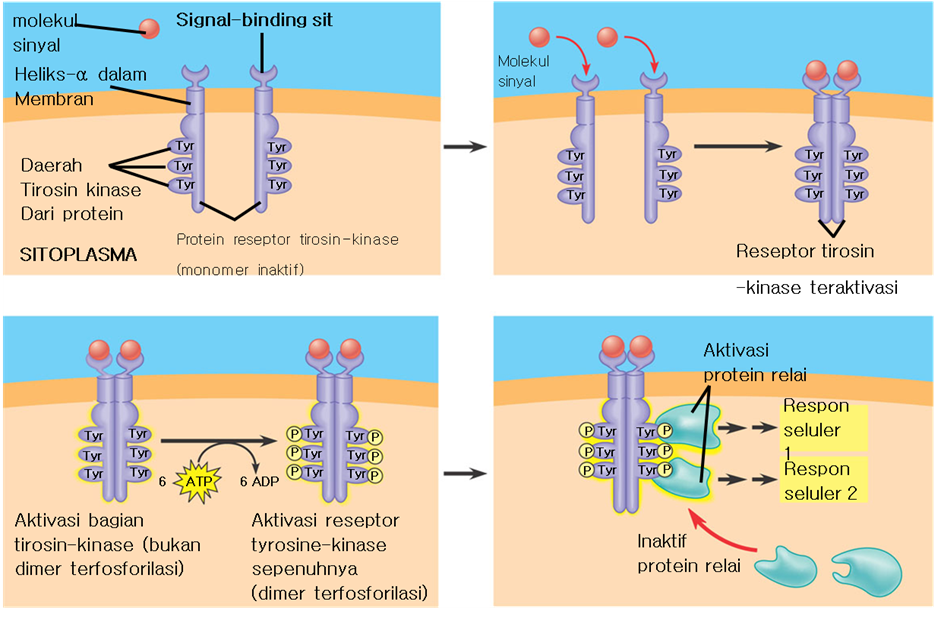 molekul
sinyal
Signal-binding sit
Heliks-α dalam
Membran
Tyr
Tyr
Tyr
Tyr
Tyr
Tyr
Daerah
Tirosin kinase
Dari protein
SITOPLASMA
Protein reseptor tirosin-kinase
(monomer inaktif)
Molekul
sinyal
Tyr
Tyr
Tyr
Tyr
Tyr
Tyr
Tyr
Tyr
Tyr
Tyr
Tyr
Tyr
Reseptor tirosin
-kinase teraktivasi
Tyr
Tyr
Tyr
Tyr
Tyr
Tyr
6
ATP
6 ADP
P Tyr
Tyr P
P Tyr
Tyr P
P Tyr
Tyr P
Aktivasi bagian
tirosin-kinase (bukan
dimer terfosforilasi)
Aktivasi reseptor
tyrosine-kinase
sepenuhnya
(dimer terfosforilasi)
Aktivasi
protein relai
P Tyr
Tyr P
P Tyr
Tyr P
P Tyr
Tyr P
Respon
seluler
1
Respon
seluler 2
Inaktif
protein relai